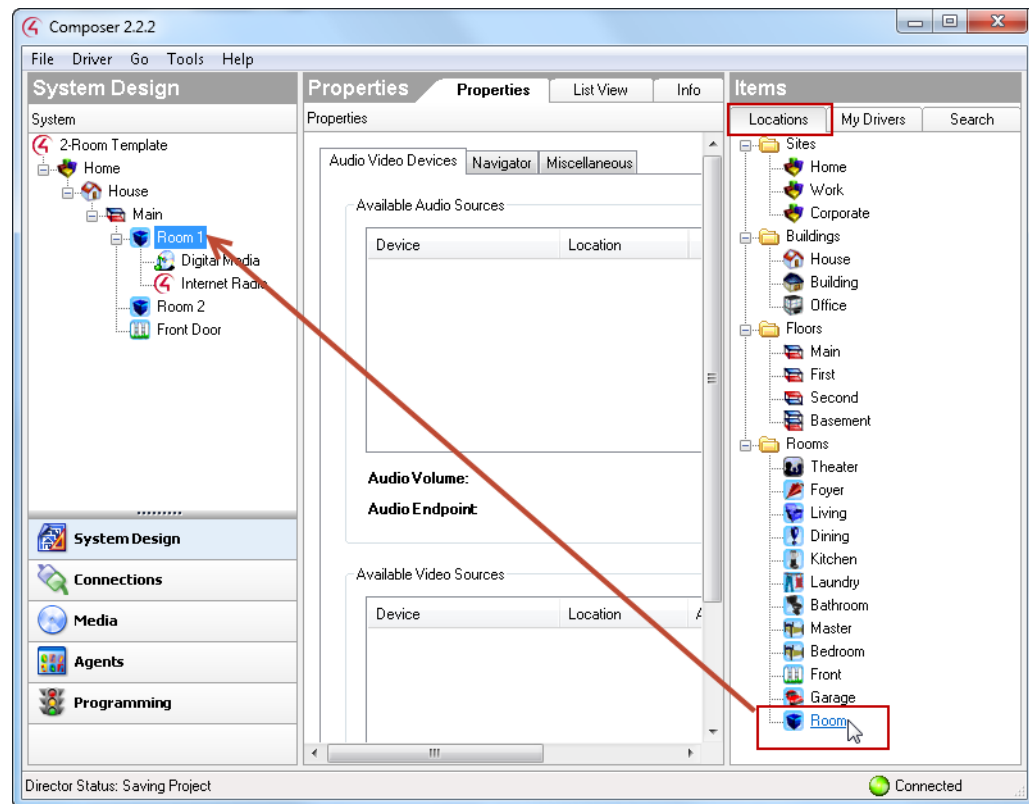 Composer 2.2.2
File Driver Go Tools Help
System Design
System
2-Room Template
Home
House
Main
Room 1
Digital Media
Internet Radio
Room 2
Front Door
System Design
Connections
Media
Agents
Programming
Properties Properties List View Info
Properties
Audio Video Devices Navigator Miscellaneous
Available Audio Sources
Device Location
Audio Volume:
Audio Endpoint:
Available Video Sources
Device Location A
Items
Locations My Drivers Search
Sites
Home
Work
Corporate
Buildings
House
Building
Office
Floors
Main
First
Second
Basement
Rooms
Theater
Foyer
Living
Dining
Kitchen
Laundry
Bathroom
Master
Bedroom
Front
Garage
Room
Director Status: Saving Project Connected